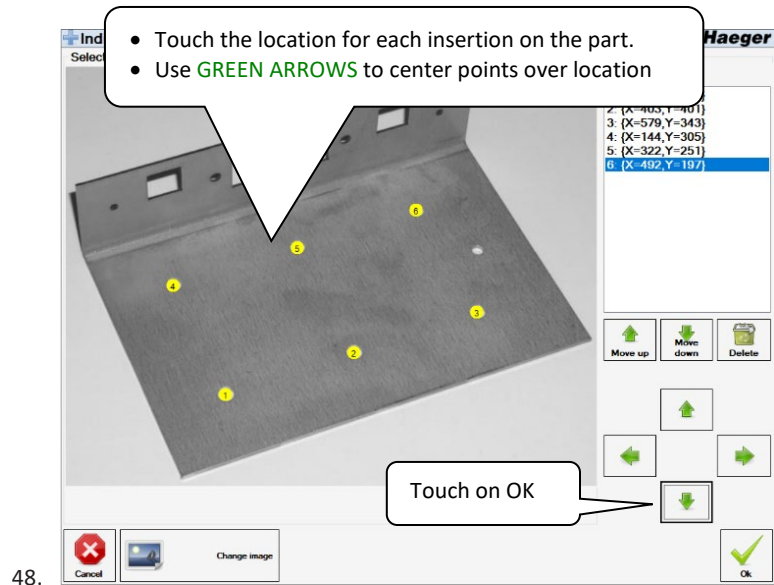 • Touch the location for each insertion on the part.
• Use GREEN ARROWS to center points over location
Ind
Haeger
Select
2: {X=403,Y=401}
3: {X=579,Y=343}
4: {X=144,Y=305}
5: {X=322,Y=251}
6: {X=492,Y=197}
6
5
4
3
2
1
Move up
Move down
Delete
Touch on OK
Cancel
Change image
Ok
48.